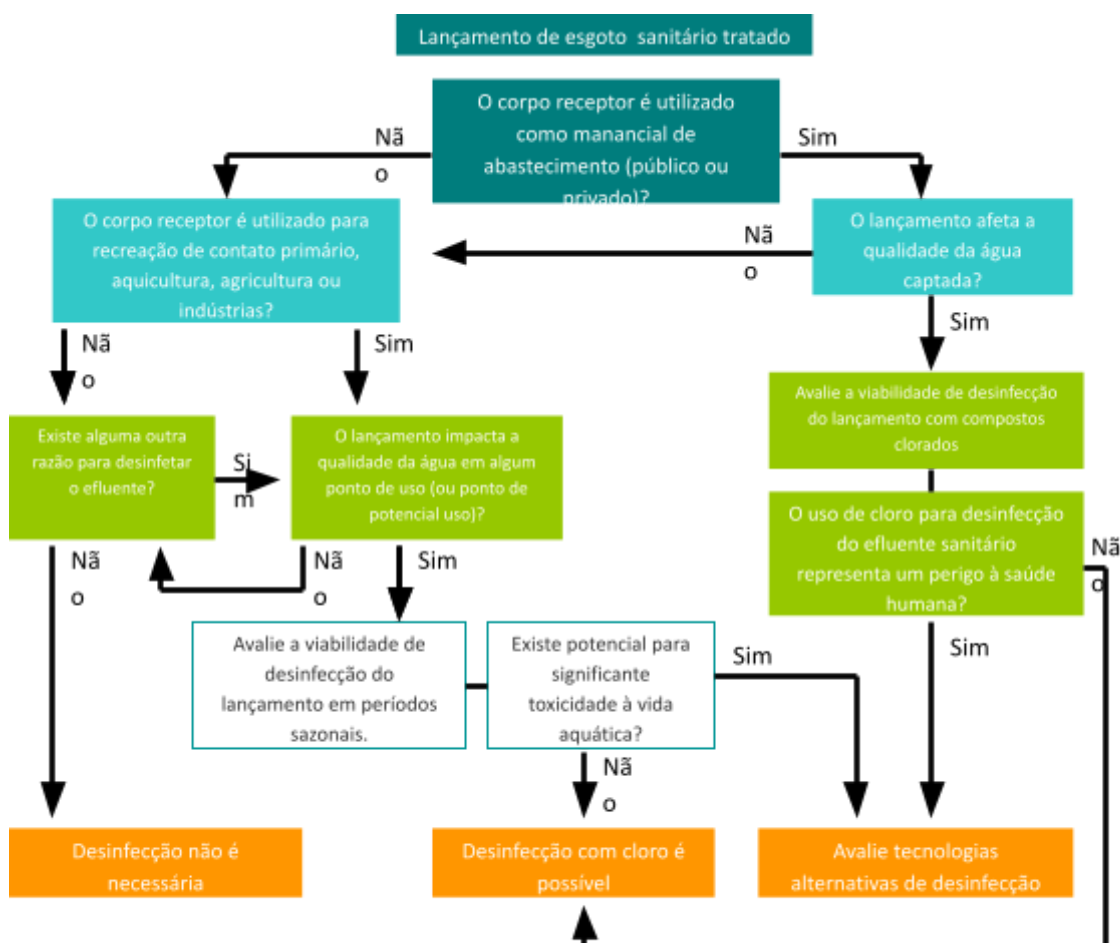 Lançamento de esgoto sanitário tratado
O corpo receptor é utilizado
como manancial de
abastecimento (público ou
privado)?
Nã
o
Sim
O corpo receptor é utilizado para
recreação de contato primário,
aquicultura, agricultura ou
indústrias?
Nã
o
O lançamento afeta a
qualidade da água
captada?
Nã
o
Sim
Sim
Existe alguma outra
razão para desinfetar
o efluente?
Si
m
O lançamento impacta a
qualidade da água em algum
ponto de uso (ou ponto de
potencial uso)?
Avalie a viabilidade de desinfecção
do lançamento com compostos
clorados
O uso de cloro para desinfecção
do efluente sanitário
representa um perigo à saúde
humana?
Nã
o
Nã
o
Nã
o
Sim
Avalie a viabilidade de
desinfecção do
lançamento em períodos
sazonais.
Existe potencial para
significante
toxicidade à vida
aquática?
Sim
Sim
Nã
o
Desinfecção não é
necessária
Desinfecção com cloro é
possível
Avalie tecnologias
alternativas de desinfecção